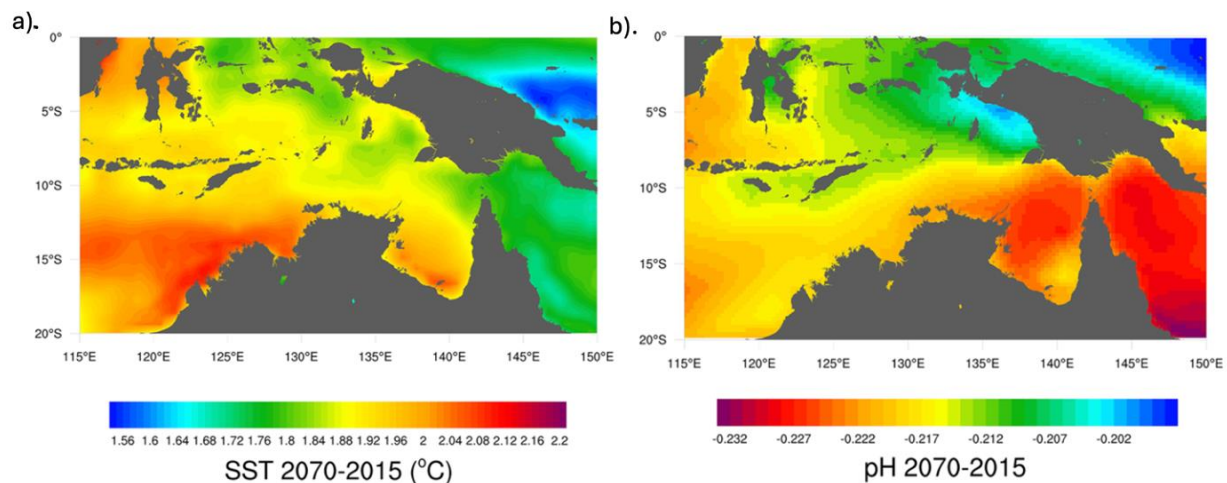 a).
0°
5°S
10°S
15°S
20°S
115°E 120°E 125°E 130°E 135°E 140°E 145°E 150°E
1.56 1.6 1.64 1.68 1.72 1.76 1.8 1.84 1.88 1.92 1.96 2 2.04 2.08 2.12 2.16 2.2
SST 2070-2015 (°C)
b).
0°
5°S
10°S
15°S
20°S
115°E 120°E 125°E 130°E 135°E 140°E 145°E 150°E
-0.232 -0.227 -0.222 -0.217 -0.212 -0.207 -0.202
pH 2070-2015